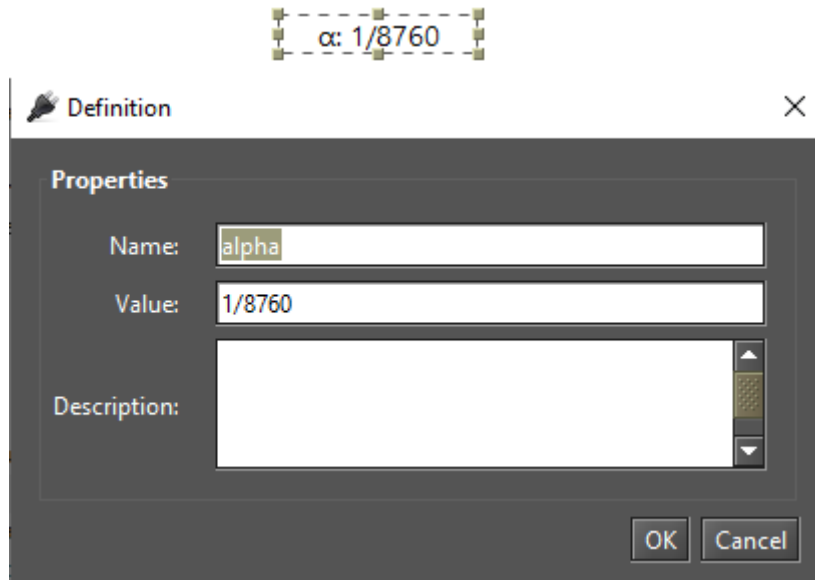 α: 1/8760
Definition
Properties
Name: alpha
Value: 1/8760
Description:
OK Cancel